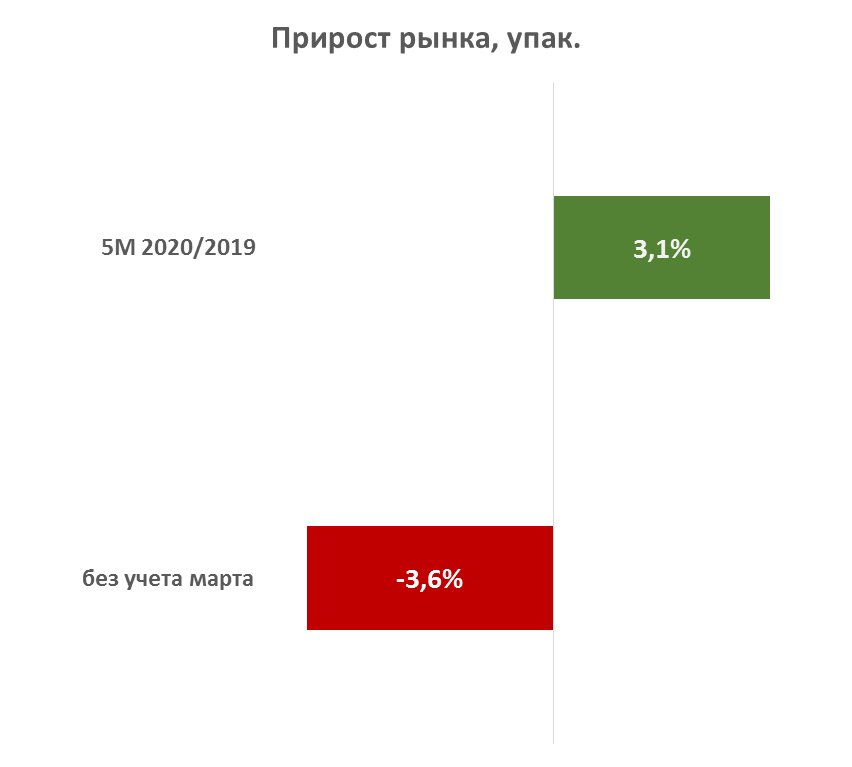 Прирост рынка, упак.
5М 2020/2019
3,1%
без учета марта
-3,6%